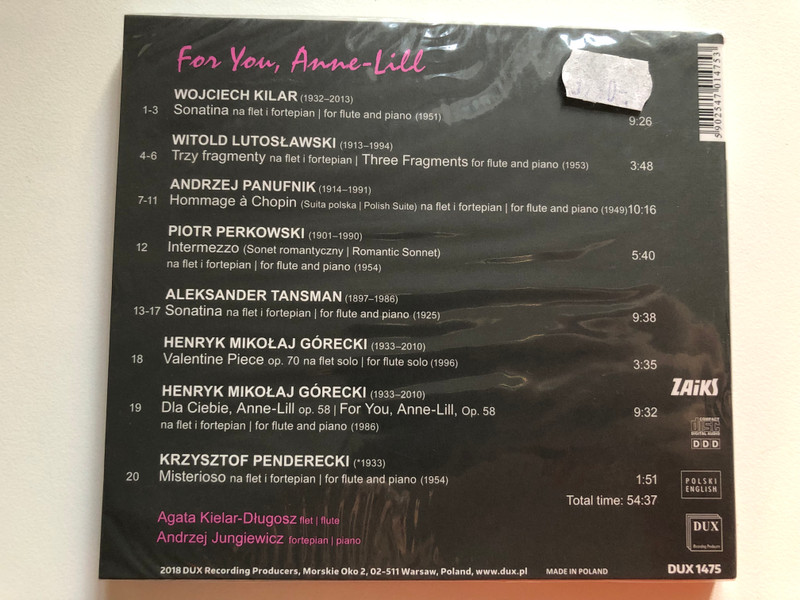 For You, Anne-Lill
WOJCIECH KILAR (1932–2013)
1-3 Sonatina na flet i fortepian | for flute and piano (1951) 9:26
WITOLD LUTOSŁAWSKI (1913–1994)
4-6 Trzy fragmenty na flet i fortepian | Three Fragments for flute and piano (1953) 3:48
ANDRZEJ PANUFNIK (1914–1991)
7-11 Hommage à Chopin (Suita polska | Polish Suite) na flet i fortepian | for flute and piano (1949) 10:16
PIOTR PERKOWSKI (1901–1990)
12 Intermezzo (Sonet romantyczny | Romantic Sonnet) 5:40
na flet i fortepian | for flute and piano (1954)
ALEKSANDER TANSMAN (1897–1986)
13-17 Sonatina na flet i fortepian | for flute and piano (1925) 9:38
HENRYK MIKOŁAJ GÓRECKI (1933–2010)
18 Valentine Piece op. 70 na flet solo | for flute solo (1996) 3:35
HENRYK MIKOŁAJ GÓRECKI (1933–2010)
19 Dla Ciebie, Anne-Lill op. 58 | For You, Anne-Lill, Op. 58 9:32
na flet i fortepian | for flute and piano (1986)
KRZYSZTOF PENDERECKI (*1933)
20 Misterioso na flet i fortepian | for flute and piano (1954) 1:51
Total time: 54:37
Agata Kielar-Długosz flet | flute
Andrzej Jungiewicz fortepian | piano
2018 DUX Recording Producers, Morskie Oko 2, 02-511 Warsaw, Poland, www.dux.pl MADE IN POLAND
5902547014753
ZAiKS
COMPACT
disc
DIGITAL AUDIO
DDD
POLSKI
ENGLISH
DUX
Recording Producers
DUX 1475